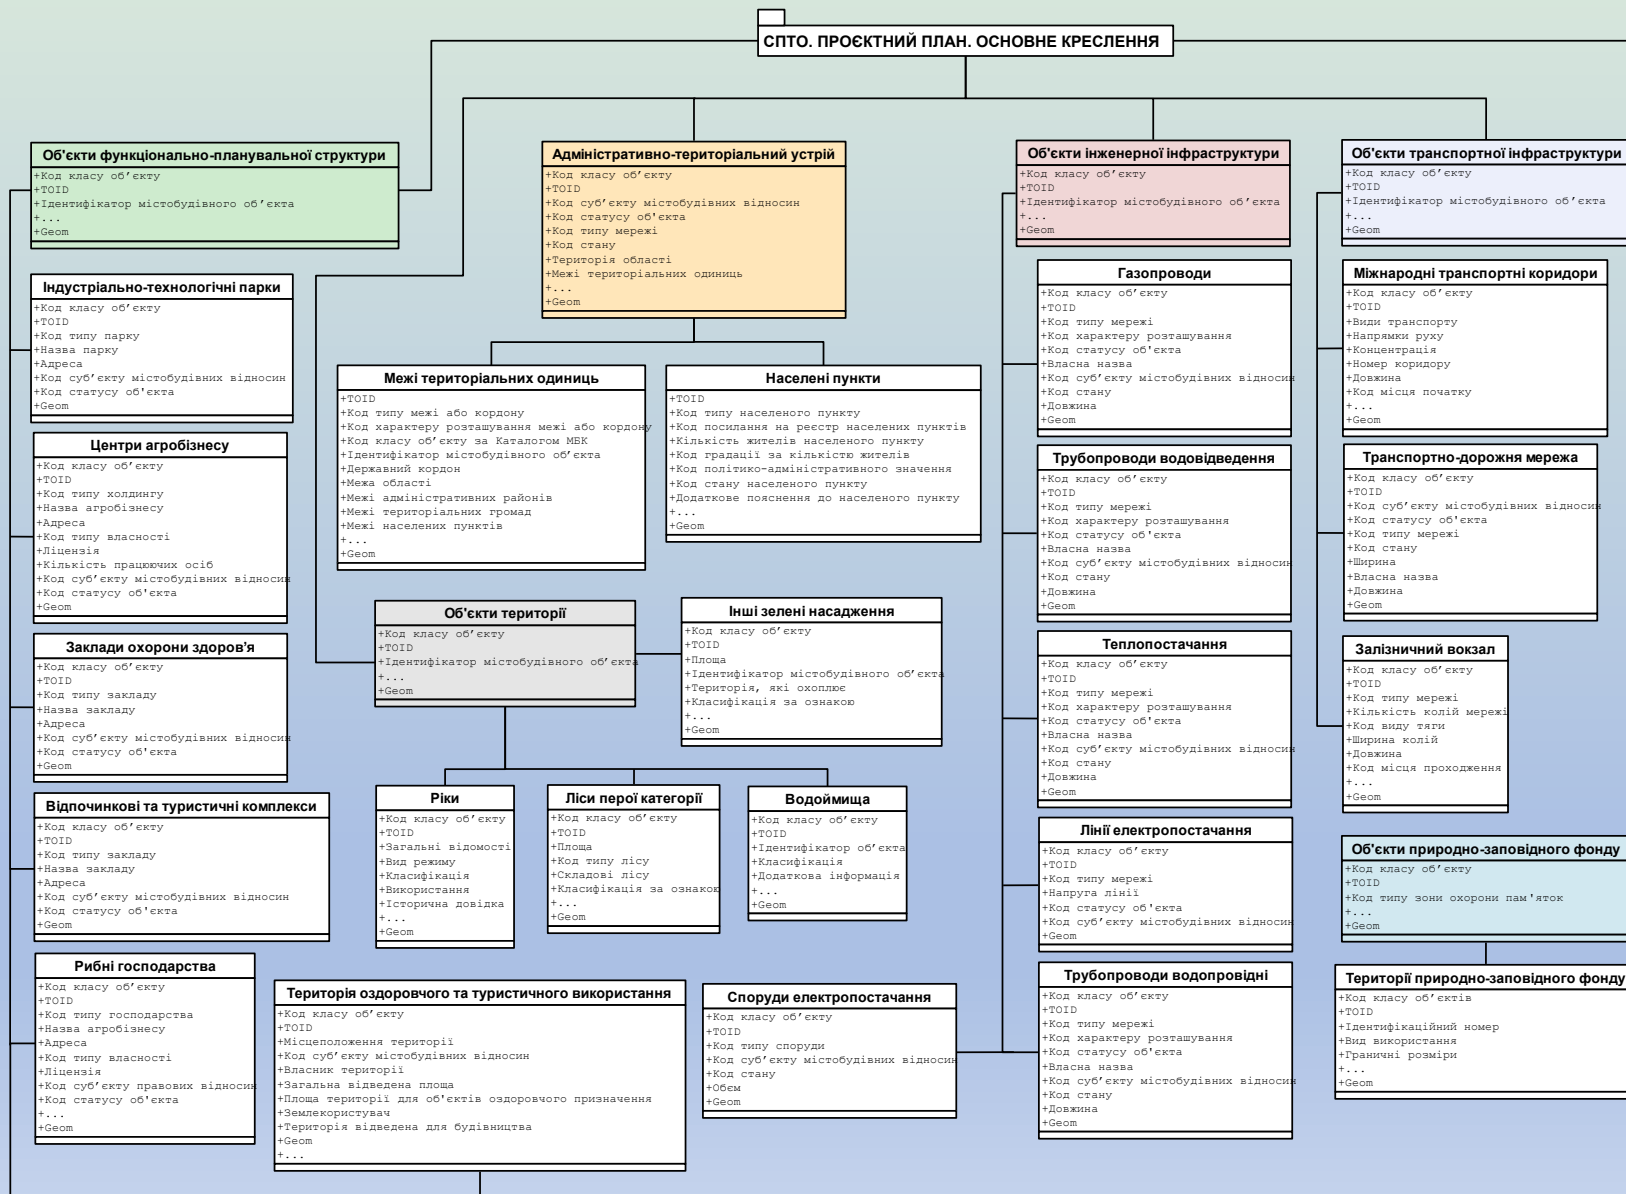 СПТО. ПРОЄКТНИЙ ПЛАН. ОСНОВНЕ КРЕСЛЕННЯ
Об'єкти функціонально-планувальної структури
+Код класу об'єкту
+TOID
+Ідентифікатор містобудівного об'єкта
+...
+Geom
Індустріально-технологічні парки
+Код класу об'єкту
+TOID
+Код типу парку
+Назва парку
+Адреса
+Код суб'єкту містобудівних відносин
+Код статусу об'єкта
+Geom
Центри агробізнесу
+Код класу об'єкту
+TOID
+Код типу холдингу
+Назва агробізнесу
+Адреса
+Код типу власності
+Ліцензія
+Кількість працюючих осіб
+Код суб'єкту містобудівних відносин
+Код статусу об'єкта
+Geom
Заклади охорони здоров'я
+Код класу об'єкту
+TOID
+Код типу закладу
+Назва закладу
+Адреса
+Код суб'єкту містобудівних відносин
+Код статусу об'єкта
+Geom
Відпочинкові та туристичні комплекси
+Код класу об'єкту
+TOID
+Код типу закладу
+Назва закладу
+Адреса
+Код суб'єкту містобудівних відносин
+Код статусу об'єкта
+Geom
Рибні господарства
+Код класу об'єкту
+TOID
+Код типу господарства
+Назва агробізнесу
+Адреса
+Код типу власності
+Ліцензія
+Код суб'єкту правових відносин
+Код статусу об'єкта
+...
+Geom
Адміністративно-територіальний устрій
+Код класу об'єкту
+TOID
+Код суб'єкту містобудівних відносин
+Код статусу об'єкта
+Код типу мережі
+Код стану
+Територія області
+Межі територіальних одиниць
+...
+Geom
Межі територіальних одиниць
+TOID
+Код типу межі або кордону
+Код характеру розташування межі або кордону
+Код класу об'єкту за Каталогом МБК
+Ідентифікатор містобудівного об'єкта
+Державний кордон
+Межа області
+Межі адміністративних районів
+Межі територіальних громад
+Межі населених пунктів
+...
+Geom
Населені пункти
+TOID
+Код типу населеного пункту
+Код посилання на реєстр населених пунктів
+Кількість жителів населеного пункту
+Код градації за кількістю жителів
+Код політико-адміністративного значення
+Код стану населеного пункту
+Додаткове пояснення до населеного пункту
+...
+Geom
Об'єкти території
+Код класу об'єкту
+TOID
+Ідентифікатор містобудівного об'єкта
+...
+Geom
Інші зелені насадження
+Код класу об'єкту
+TOID
+Площа
+Ідентифікатор містобудівного об'єкта
+Територія, які охоплює
+Класифікація за ознакою
+...
+Geom
Ріки
+Код класу об'єкту
+TOID
+Загальні відомості
+Вид режиму
+Класифікація
+Використання
+Історична довідка
+...
+Geom
Ліси перої категорії
+Код класу об'єкту
+TOID
+Площа
+Код типу лісу
+Складові лісу
+Класифікація за ознакою
+...
+Geom
Водоймища
+Код класу об'єкту
+TOID
+Ідентифікатор об'єкта
+Класифікація
+Додаткова інформація
+...
+Geom
Територія оздоровчого та туристичного використання
+Код класу об'єкту
+TOID
+Місцеположення території
+Код суб'єкту містобудівних відносин
+Власник території
+Загальна відведена площа
+Площа території для об'єктів оздоровчого призначення
+Землекористувач
+Територія відведена для будівництва
+Geom
+...
Споруди електропостачання
+Код класу об'єкту
+TOID
+Код типу споруди
+Код суб'єкту містобудівних відносин
+Код стану
+Обєм
+Geom
Об'єкти інженерної інфраструктури
+Код класу об'єкту
+TOID
+Ідентифікатор містобудівного об'єкта
+...
+Geom
Газопроводи
+Код класу об'єкту
+TOID
+Код типу мережі
+Код характеру розташування
+Код статусу об'єкта
+Власна назва
+Код суб'єкту містобудівних відносин
+Код стану
+Довжина
+Geom
Трубопроводи водовідведення
+Код класу об'єкту
+TOID
+Код типу мережі
+Код характеру розташування
+Код статусу об'єкта
+Власна назва
+Код суб'єкту містобудівних відносин
+Код стану
+Довжина
+Geom
Теплопостачання
+Код класу об'єкту
+TOID
+Код типу мережі
+Код характеру розташування
+Код статусу об'єкта
+Власна назва
+Код суб'єкту містобудівних відносин
+Код стану
+Довжина
+Geom
Лінії електропостачання
+Код класу об'єкту
+TOID
+Код типу мережі
+Напруга лінії
+Код статусу об'єкта
+Код суб'єкту містобудівних відносин
+Geom
Трубопроводи водопровідні
+Код класу об'єкту
+TOID
+Код типу мережі
+Код характеру розташування
+Код статусу об'єкта
+Власна назва
+Код суб'єкту містобудівних відносин
+Код стану
+Довжина
+Geom
Об'єкти транспортної інфраструктури
+Код класу об'єкту
+TOID
+Ідентифікатор містобудівного об'єкта
+...
+Geom
Міжнародні транспортні коридори
+Код класу об'єкту
+TOID
+Види транспорту
+Напрямки руху
+Концентрація
+Номер коридору
+Довжина
+Код місця початку
+...
+Geom
Транспортно-дорожня мережа
+Код класу об'єкту
+TOID
+Код суб'єкту містобудівних відносин
+Код статусу об'єкта
+Код типу мережі
+Код стану
+Ширина
+Власна назва
+Довжина
+Geom
Залізничний вокзал
+Код класу об'єкту
+TOID
+Код типу мережі
+Кількість колій мережі
+Код виду тяги
+Ширина колій
+Довжина
+Код місця проходження
+...
+Geom
Об'єкти природно-заповідного фонду
+Код класу об'єкту
+TOID
+Код типу зони охорони пам'яток
+...
+Geom
Території природно-заповідного фонду
+Код класу об'єктів
+TOID
+Ідентифікаційний номер
+Вид використання
+Граничні розміри
+...
+Geom